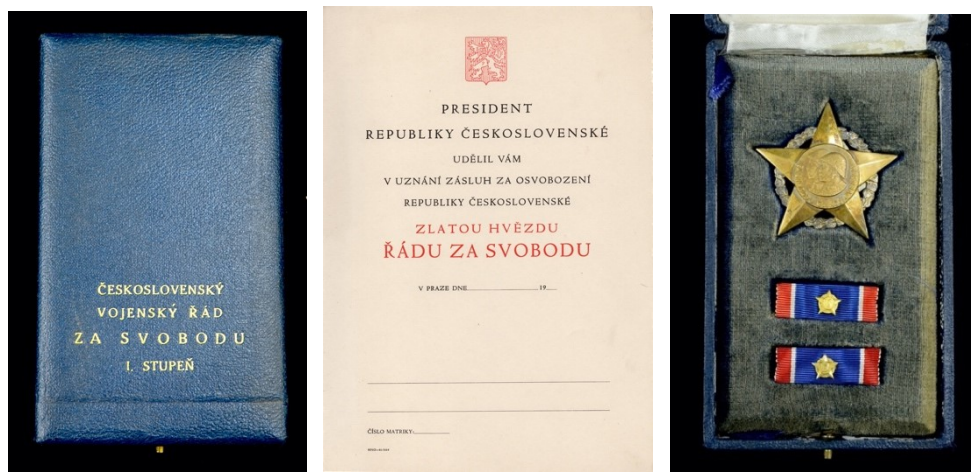 ČESKOSLOVENSKÝ
VOJENSKÝ ŘÁD
ZA SVOBODU
I. STUPEŇ
PRESIDENT
REPUBLIKY ČESKOSLOVENSKÉ
UDĚLIL VÁM
V UZNÁNÍ ZÁSLUH ZA OSVOBOZENÍ
REPUBLIKY ČESKOSLOVENSKÉ
ZLATOU HVĚZDU
ŘÁDU ZA SVOBODU
V PRAZE DNE 19
ČÍSLO MATRIKY: